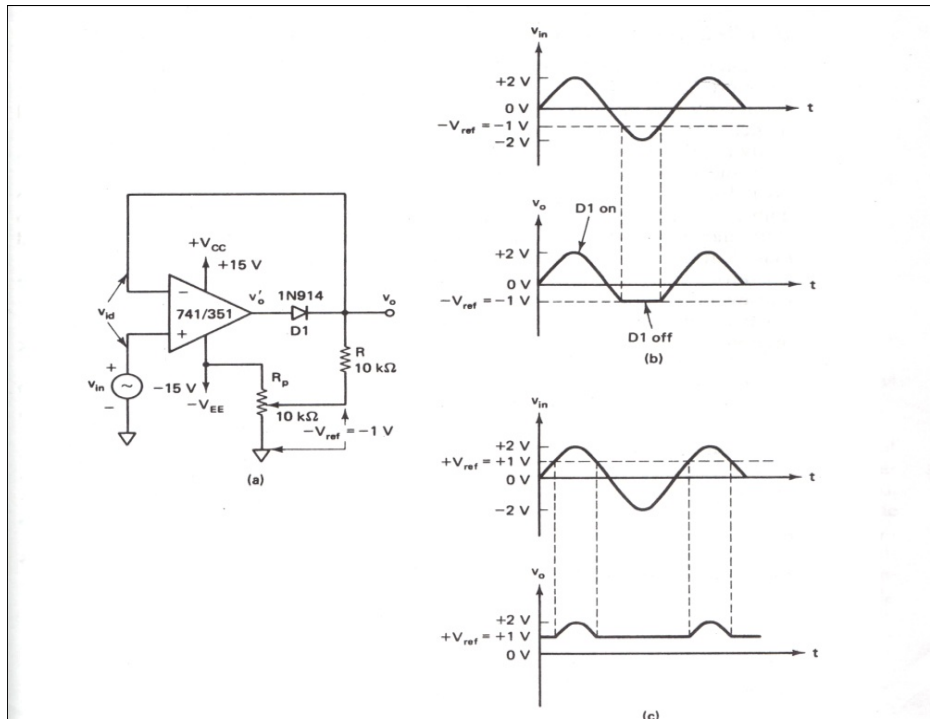 +V_CC
+15 V
1N914
v_o'
v_o
−
741/351
D1
v_id
+
R
10 kΩ
+
v_in
~
−
−15 V
−V_EE
R_p
10 kΩ
−V_ref = −1 V
(a)
v_in
+2 V
0 V
t
−V_ref = −1 V
−2 V
v_o
D1 on
+2 V
0 V
t
−V_ref = −1 V
D1 off
(b)
v_in
+2 V
+V_ref = +1 V
0 V
t
−2 V
v_o
+2 V
+V_ref = +1 V
0 V
t
(c)